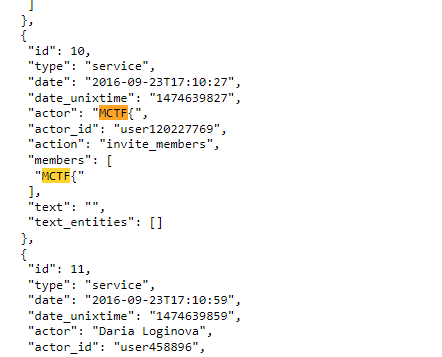 ]
},
{
"id": 10,
"type": "service",
"date": "2016-09-23T17:10:27",
"date_unixtime": "1474639827",
"actor": "MCTF{",
"actor_id": "user120227769",
"action": "invite_members",
"members": [
"MCTF{"
],
"text": "",
"text_entities": []
},
{
"id": 11,
"type": "service",
"date": "2016-09-23T17:10:59",
"date_unixtime": "1474639859",
"actor": "Daria Loginova",
"actor_id": "user458896",